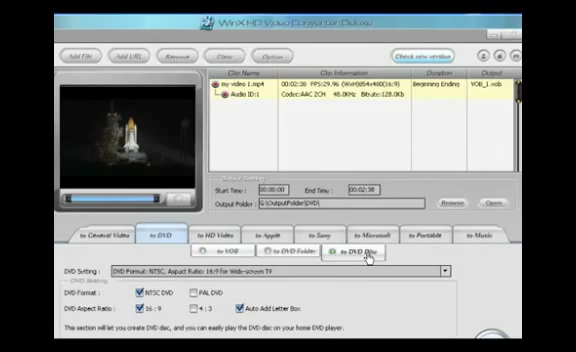 WinX HD Video Converter Deluxe
Add File Add URL Remove Clear Option Check new version
Clip Name Clip Information Duration Output
my video 1.mp4 00:02:38 FPS:29.96 (WxH)854x480(16:9) Beginning Ending VOB_1.vob
Audio ID:1 Codec:AAC 2CH 48.0KHz Bitrate:128.0Kb
Output Setting
Start Time : 00:00:00 End Time : 00:02:38
Output Folder : G:\OutputFolder\DVD\ Browse Open
to General Video to DVD to HD Video to Apple to Sony to Microsoft to Portable to Music
to VOB to DVD Folder to DVD Disc
DVD Setting : DVD Format: NTSC, Aspect Ratio: 16:9 for Wide-screen TV
DVD Setting
DVD Format : NTSC DVD PAL DVD
DVD Aspect Ratio : 16 : 9 4 : 3 Auto Add Letter Box
This section will let you create DVD disc, and you can easily play the DVD on your home DVD player.